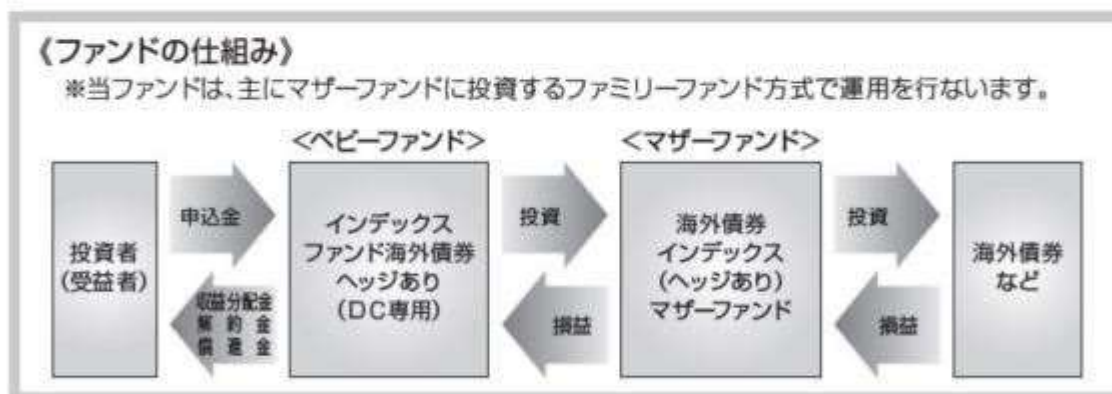 《ファンドの仕組み》
※当ファンドは、主にマザーファンドに投資するファミリーファンド方式で運用を行ないます。
<ベビーファンド>
<マザーファンド>
投資者
(受益者)
申込金
収益分配金
解約金
償還金
インデックス
ファンド海外債券
ヘッジあり
(DC専用)
投資
損益
海外債券
インデックス
(ヘッジあり)
マザーファンド
投資
損益
海外債券
など